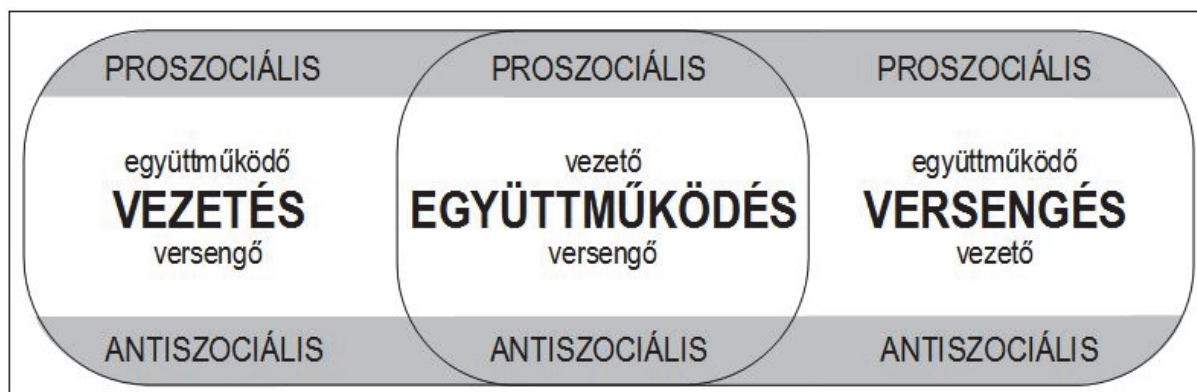 PROSZOCIÁLIS PROSZOCIÁLIS PROSZOCIÁLIS
együttműködő vezető együttműködő
VEZETÉS EGYÜTTMŰKÖDÉS VERSENGÉS
versengő versengő vezető
ANTISZOCIÁLIS ANTISZOCIÁLIS ANTISZOCIÁLIS